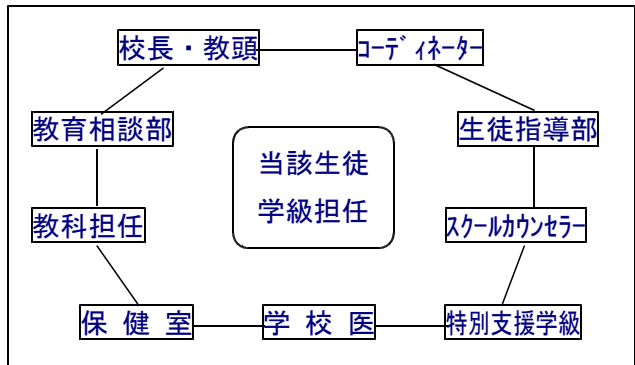 校長・教頭
コーディネーター
教育相談部
生徒指導部
当該生徒
学級担任
教科担任
スクールカウンセラー
保健室
学校医
特別支援学級